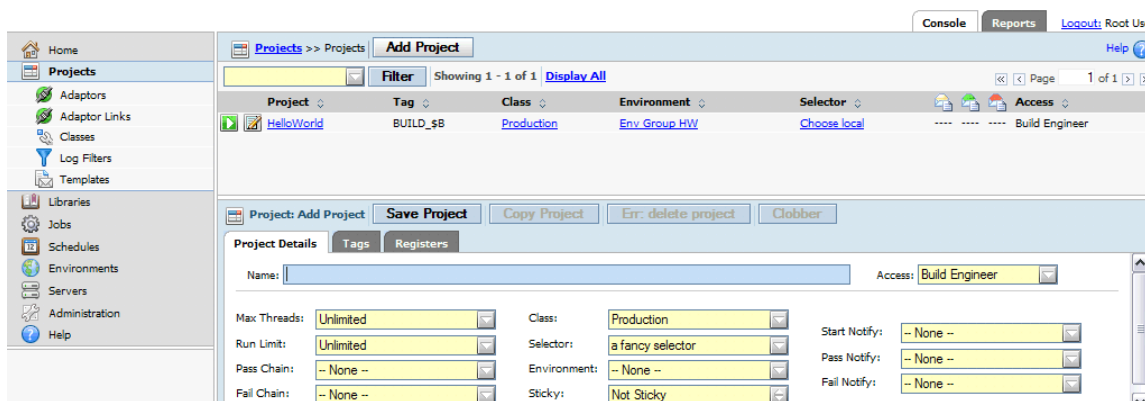 Console Reports Logout: Root Us
Home
Projects
Adaptors
Adaptor Links
Classes
Log Filters
Templates
Libraries
Jobs
Schedules
Environments
Servers
Administration
Help
Projects >> Projects Add Project Help
Filter Showing 1 - 1 of 1 Display All Page 1 of 1
Project Tag Class Environment Selector Access
HelloWorld BUILD_$B Production Env Group HW Choose local ---- ---- ---- Build Engineer
Project: Add Project Save Project Copy Project Err: delete project Clobber
Project Details Tags Registers
Name: Access: Build Engineer
Max Threads: Unlimited Class: Production Start Notify: -- None --
Run Limit: Unlimited Selector: a fancy selector Pass Notify: -- None --
Pass Chain: -- None -- Environment: -- None -- Fail Notify: -- None --
Fail Chain: -- None -- Sticky: Not Sticky